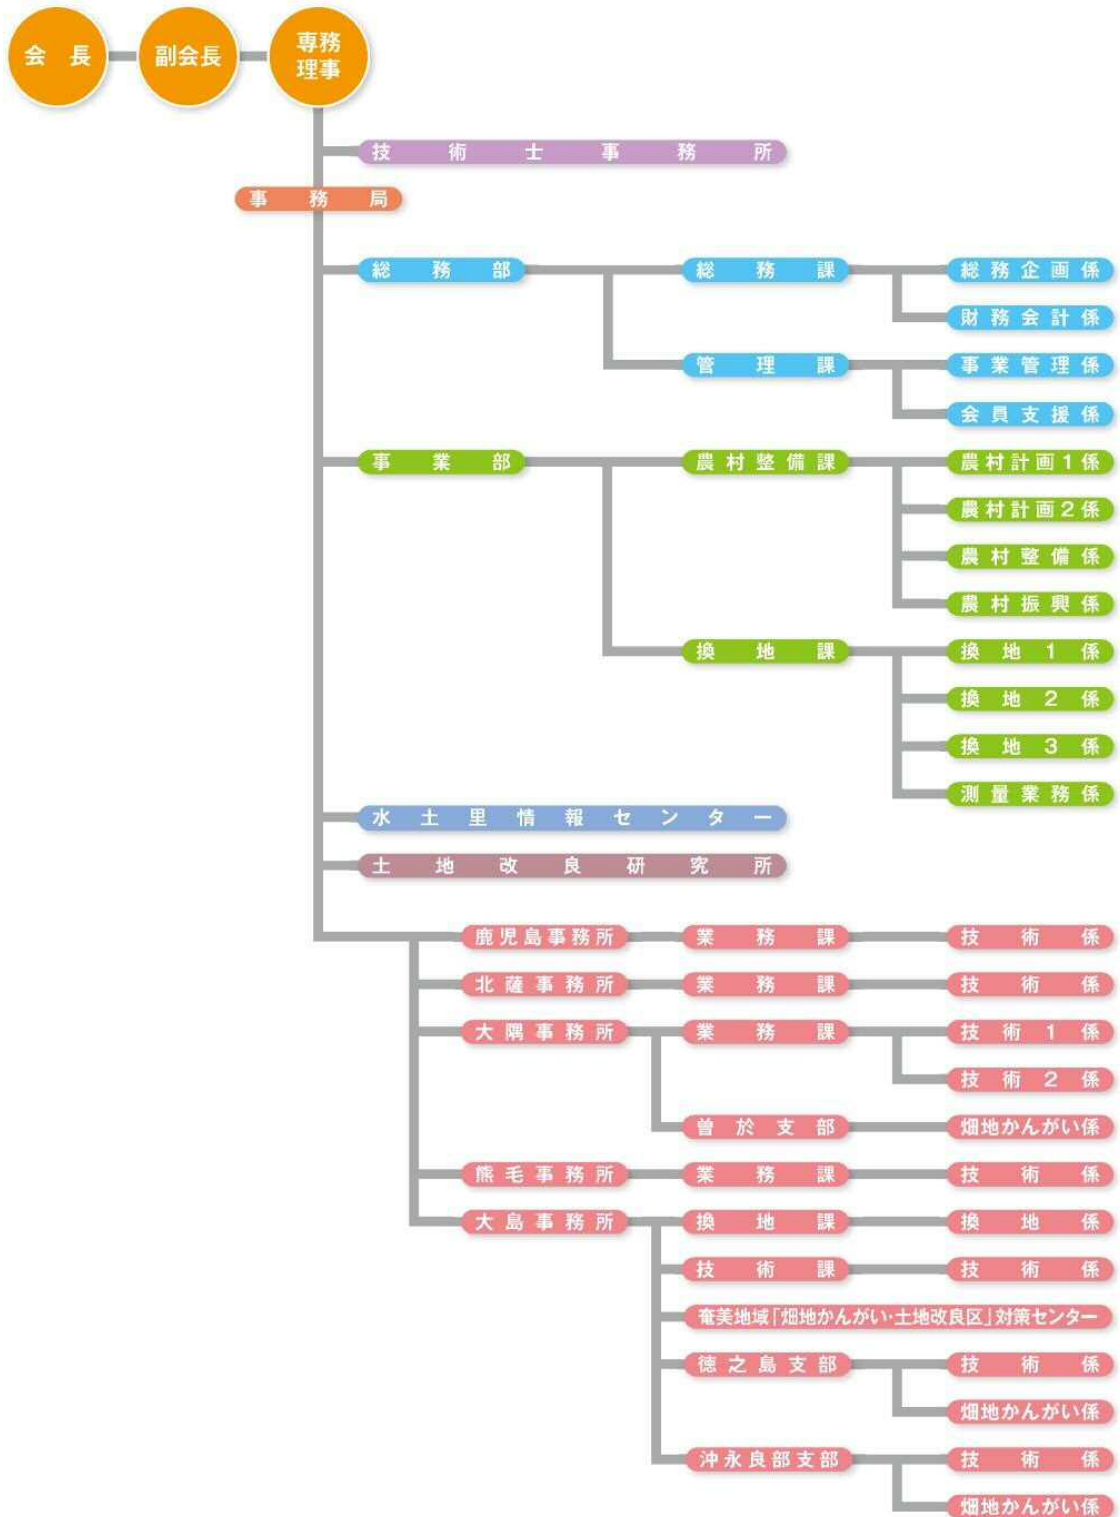 会長
副会長
専務
理事
技術士事務所
事務局
総務部
総務課
総務企画係
財務会計係
管理課
事業管理係
会員支援係
事業部
農村整備課
農村計画1係
農村計画2係
農村整備係
農村振興係
換地課
換地1係
換地2係
換地3係
測量業務係
水土里情報センター
土地改良研究所
鹿児島事務所
業務課
技術係
北薩事務所
業務課
技術係
大隅事務所
業務課
技術1係
技術2係
曽於支部
畑地かんがい係
熊毛事務所
業務課
技術係
大島事務所
換地課
換地係
技術課
技術係
奄美地域「畑地かんがい・土地改良区」対策センター
徳之島支部
技術係
畑地かんがい係
沖永良部支部
技術係
畑地かんがい係